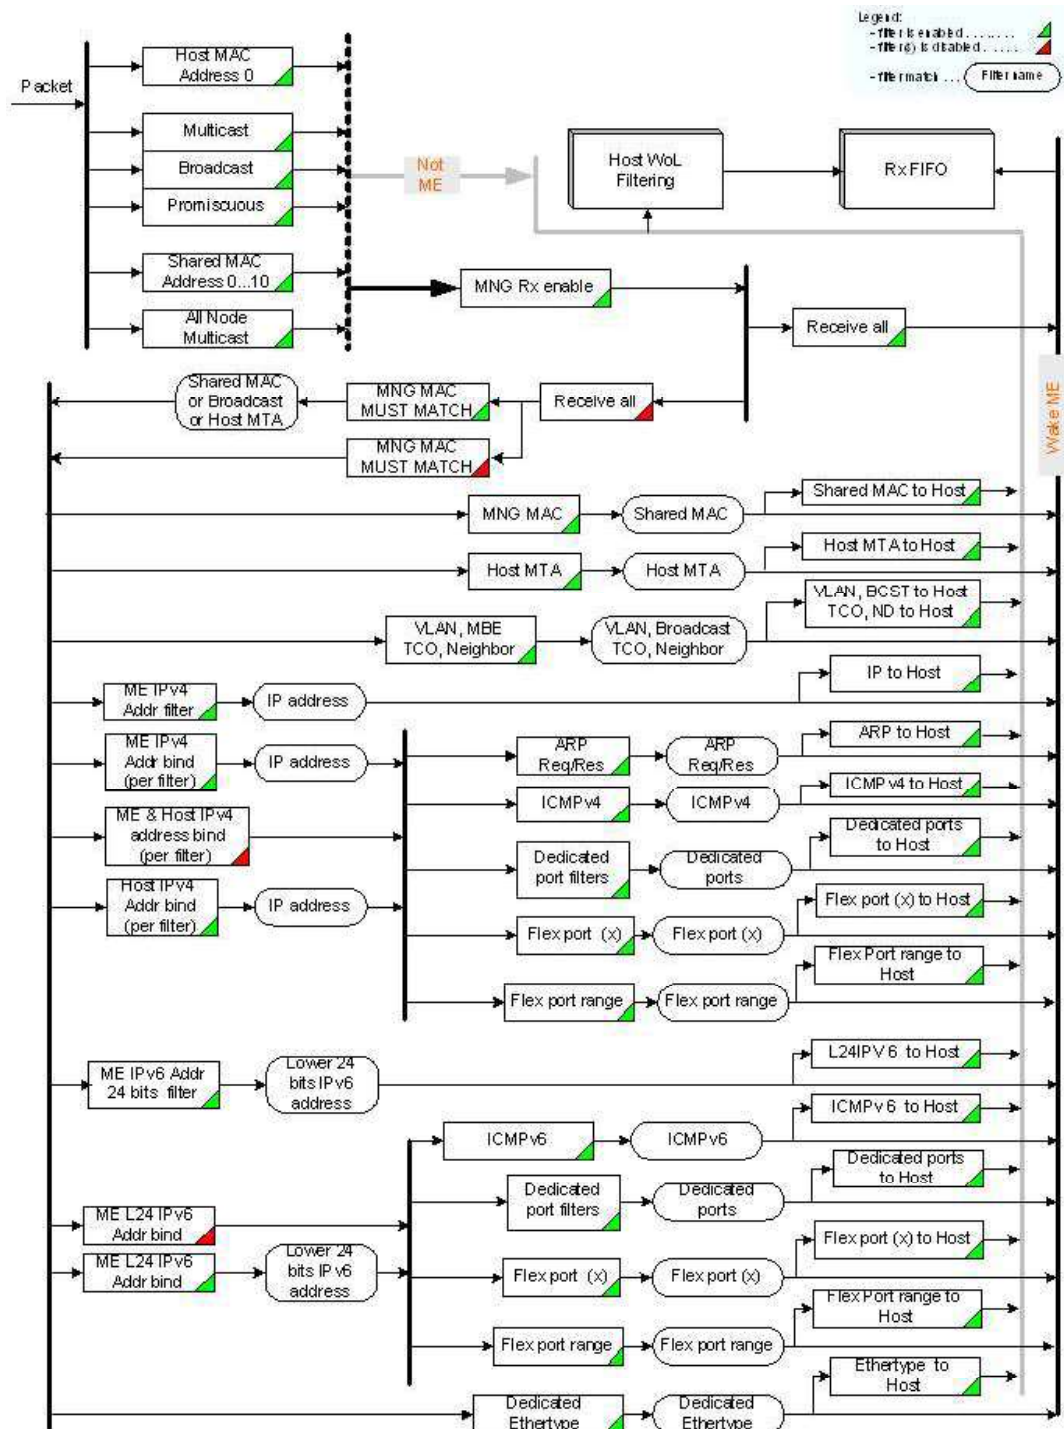 Legend:
- filter is enabled ........
- filter(s) is disabled ......
- filter match ... Filter name
Packet
Host MAC
Address 0
Multicast
Broadcast
Promiscuous
Shared MAC
Address 0...10
All Node
Multicast
Not
ME
Host WoL
Filtering
Rx FIFO
MNG Rx enable
Receive all
Wake ME
Shared MAC
or Broadcast
or Host MTA
MNG MAC
MUST MATCH
Receive all
MNG MAC
MUST MATCH
MNG MAC
Shared MAC
Shared MAC to Host
Host MTA
Host MTA
Host MTA to Host
VLAN, MBE
TCO, Neighbor
VLAN, Broadcast
TCO, Neighbor
VLAN, BCST to Host
TCO, ND to Host
ME IPv4
Addr filter
IP address
IP to Host
ME IPv4
Addr bind
(per filter)
IP address
ME & Host IPv4
address bind
(per filter)
Host IPv4
Addr bind
(per filter)
IP address
ARP
Req/Res
ARP
Req/Res
ARP to Host
ICMPv4
ICMPv4
ICMPv4 to Host
Dedicated
port filters
Dedicated
ports
Dedicated ports
to Host
Flex port (x)
Flex port (x)
Flex port (x) to Host
Flex port range
Flex port range
Flex Port range to
Host
ME IPv6 Addr
24 bits filter
Lower 24
bits IPv6
address
L24IPV 6 to Host
ICMPv6
ICMPv6
ICMPv 6 to Host
ME L24 IPv6
Addr bind
ME L24 IPv6
Addr bind
Lower 24
bits IPv6
address
Dedicated
port filters
Dedicated
ports
Dedicated ports
to Host
Flex port (x)
Flex port (x)
Flex port (x) to Host
Flex port range
Flex port range
Flex Port range to
Host
Dedicated
Ethertype
Dedicated
Ethertype
Ethertype to
Host